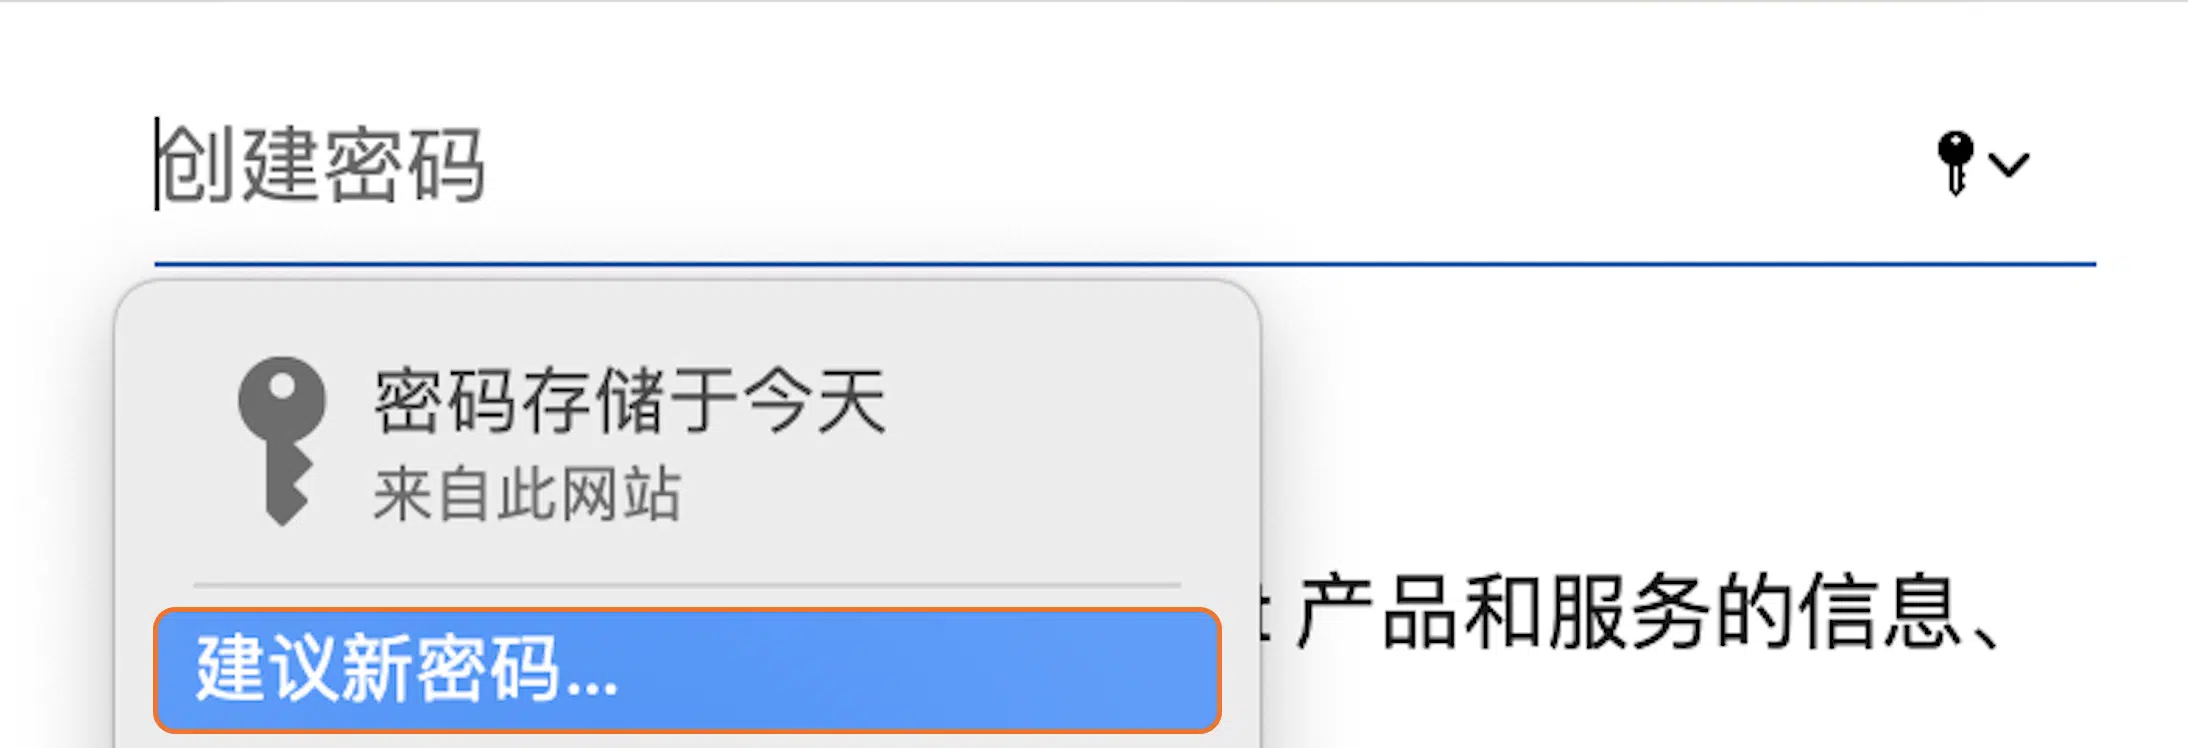 创建密码
密码存储于今天
来自此网站
产品和服务的信息、
建议新密码...